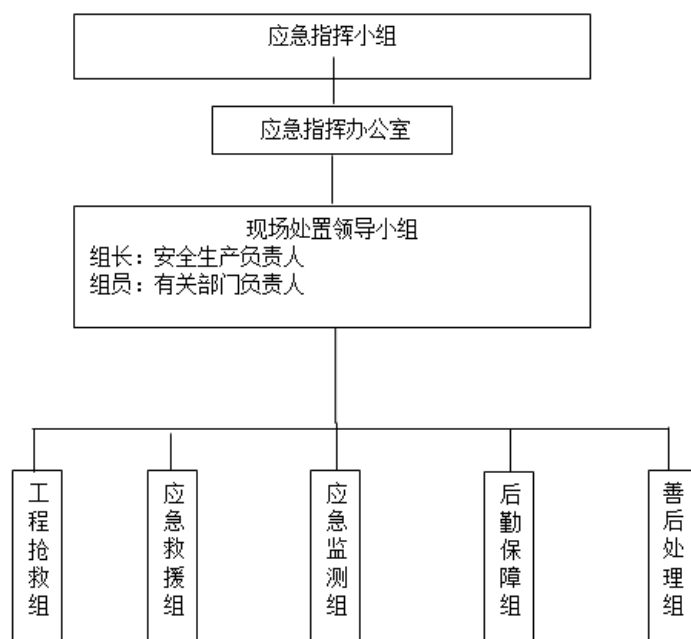 应急指挥小组
应急指挥办公室
现场处置领导小组
组长：安全生产负责人
组员：有关部门负责人
工程抢救组
应急救援组
应急监测组
后勤保障组
善后处理组